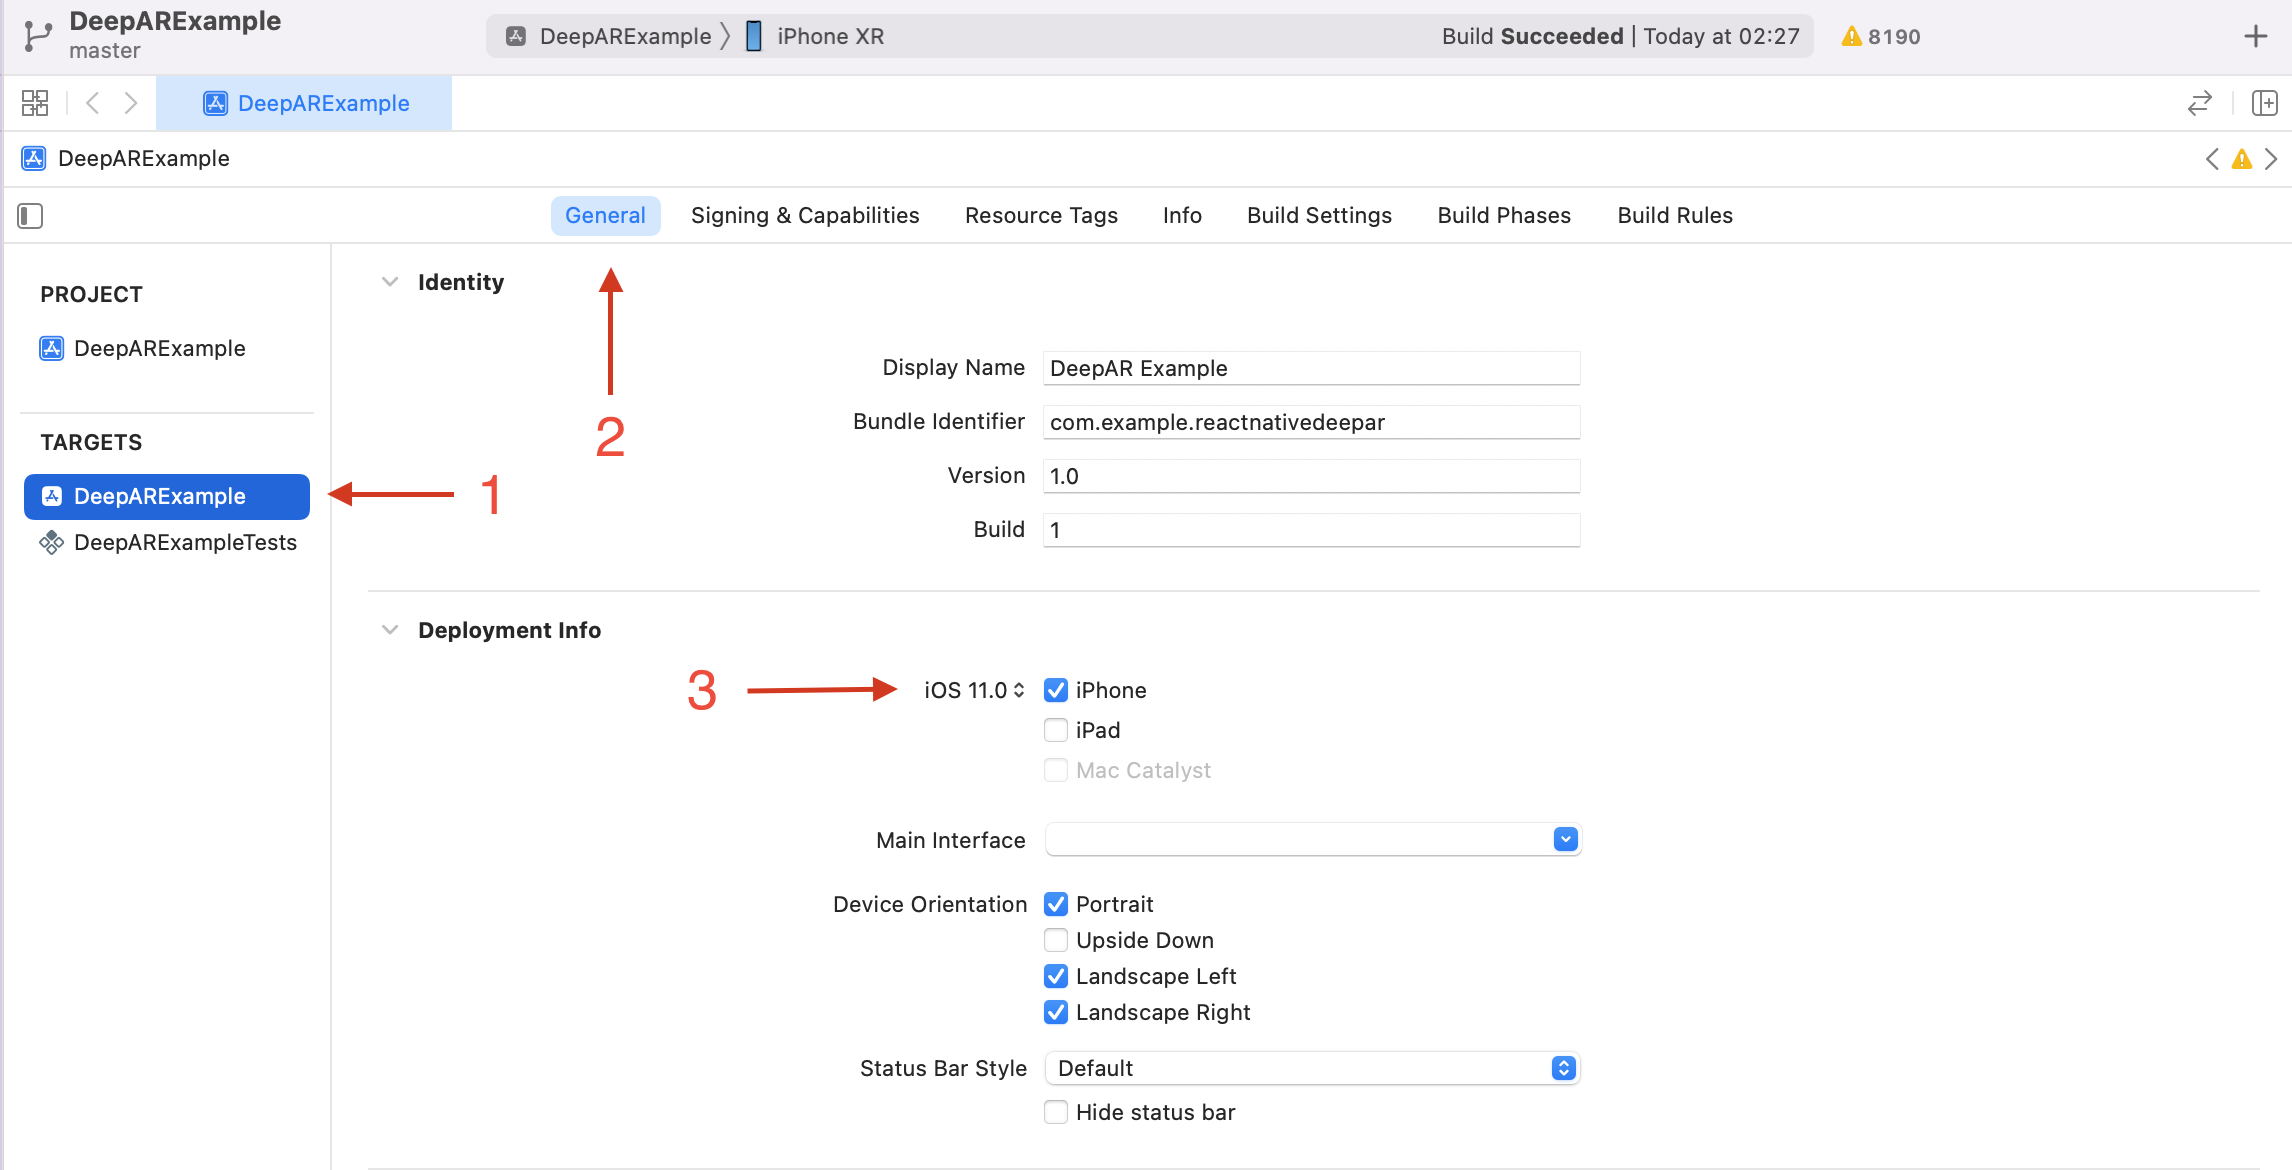 DeepARExample
master
DeepARExample
iPhone XR
Build Succeeded | Today at 02:27
8190
DeepARExample
DeepARExample
General
Signing & Capabilities
Resource Tags
Info
Build Settings
Build Phases
Build Rules
PROJECT
DeepARExample
TARGETS
DeepARExample
DeepARExampleTests
1
2
Identity
Display Name
DeepAR Example
Bundle Identifier
com.example.reactnativedeepar
Version
1.0
Build
1
Deployment Info
3
iOS 11.0
iPhone
iPad
Mac Catalyst
Main Interface
Device Orientation
Portrait
Upside Down
Landscape Left
Landscape Right
Status Bar Style
Default
Hide status bar